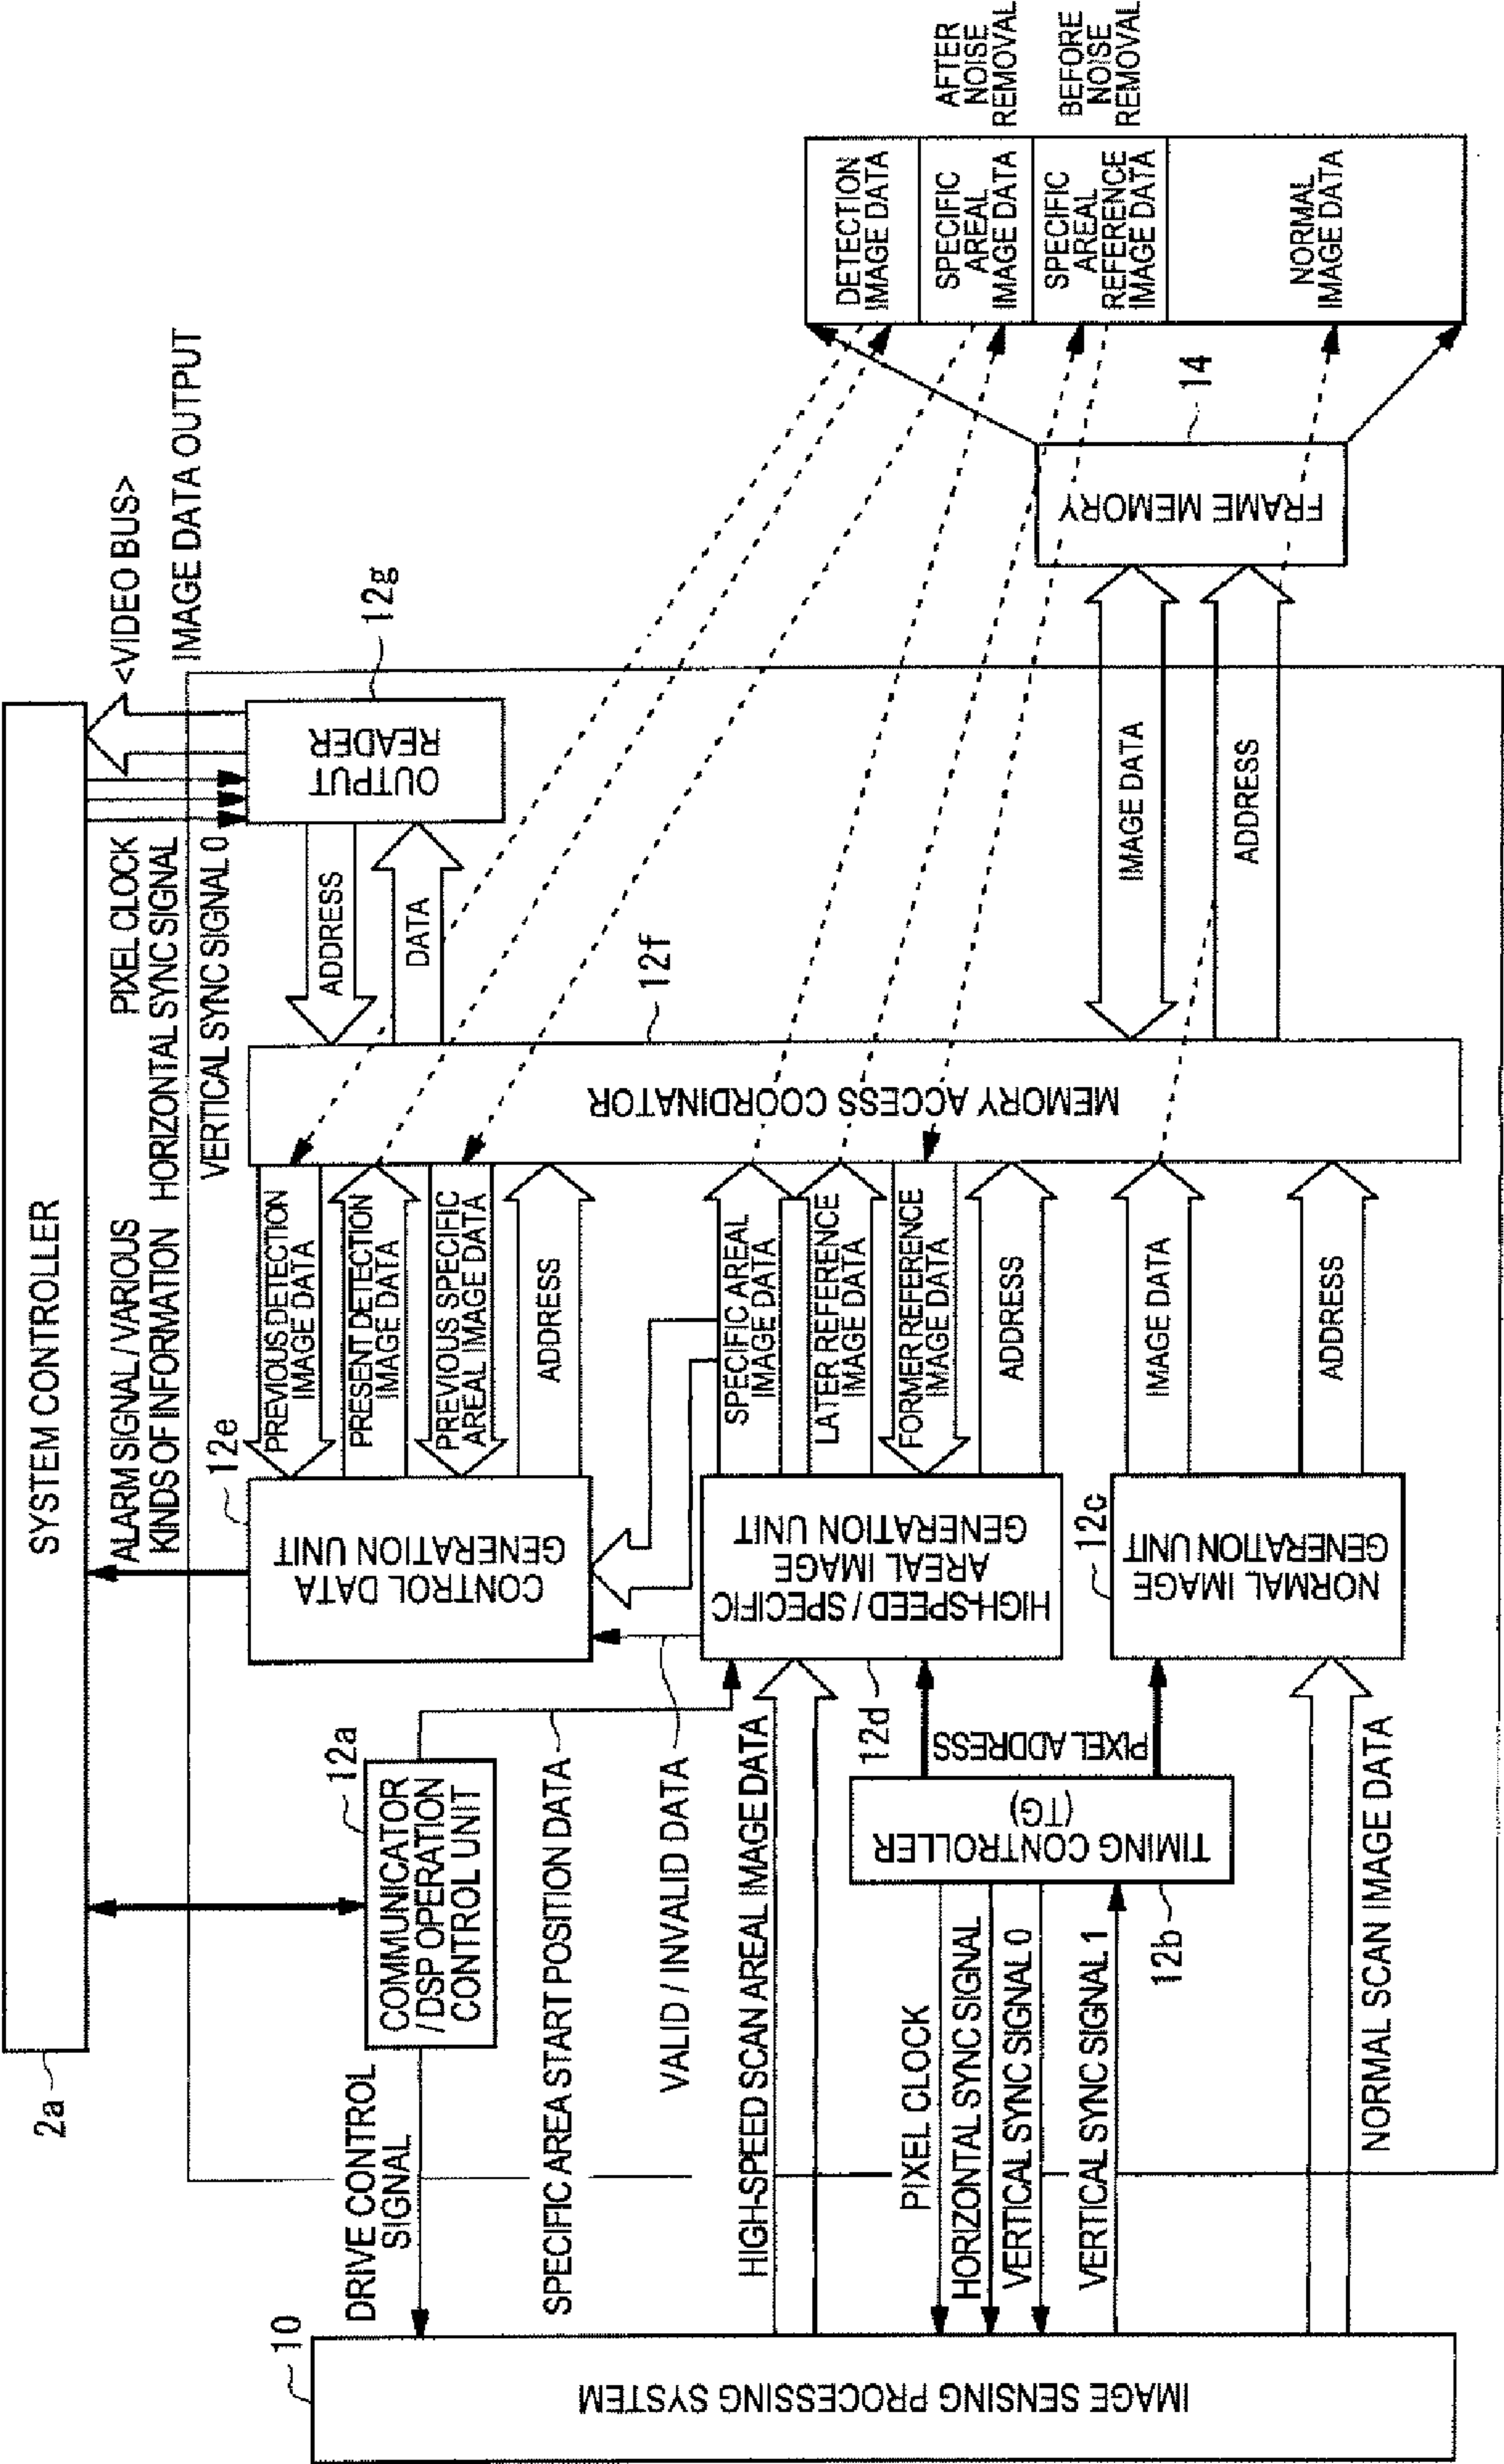 SYSTEM CONTROLLER
2a
ALARM SIGNAL / VARIOUS
KINDS OF INFORMATION
PIXEL CLOCK
HORIZONTAL SYNC SIGNAL
VERTICAL SYNC SIGNAL 0
<VIDEO BUS>
IMAGE DATA OUTPUT
10
IMAGE SENSING PROCESSING SYSTEM
DRIVE CONTROL
SIGNAL
12a
COMMUNICATOR
/ DSP OPERATION
CONTROL UNIT
SPECIFIC AREA START POSITION DATA
VALID / INVALID DATA
HIGH-SPEED SCAN AREAL IMAGE DATA
PIXEL CLOCK
HORIZONTAL SYNC SIGNAL
VERTICAL SYNC SIGNAL 0
VERTICAL SYNC SIGNAL 1
NORMAL SCAN IMAGE DATA
12b
TIMING CONTROLLER
(TG)
PIXEL ADDRESS
12e
CONTROL DATA
GENERATION UNIT
12d
HIGH-SPEED / SPECIFIC
AREAL IMAGE
GENERATION UNIT
12c
NORMAL IMAGE
GENERATION UNIT
PREVIOUS DETECTION
IMAGE DATA
PRESENT DETECTION
IMAGE DATA
PREVIOUS SPECIFIC
AREAL IMAGE DATA
ADDRESS
SPECIFIC AREAL
IMAGE DATA
LATER REFERENCE
IMAGE DATA
FORMER REFERENCE
IMAGE DATA
ADDRESS
IMAGE DATA
ADDRESS
12f
MEMORY ACCESS COORDINATOR
ADDRESS
DATA
12g
OUTPUT
READER
IMAGE DATA
ADDRESS
14
FRAME MEMORY
DETECTION
IMAGE DATA
SPECIFIC
AREAL
IMAGE DATA
AFTER
NOISE
REMOVAL
SPECIFIC
AREAL
REFERENCE
IMAGE DATA
BEFORE
NOISE
REMOVAL
NORMAL
IMAGE DATA